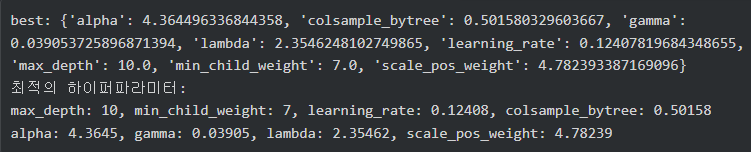 best: {'alpha': 4.364496336844358, 'colsample_bytree': 0.501580329603667, 'gamma':
0.039053725896871394, 'lambda': 2.3546248102749865, 'learning_rate': 0.12407819684348655,
'max_depth': 10.0, 'min_child_weight': 7.0, 'scale_pos_weight': 4.782393387169096}
최적의 하이퍼파라미터:
max_depth: 10, min_child_weight: 7, learning_rate: 0.12408, colsample_bytree: 0.50158
alpha: 4.3645, gamma: 0.03905, lambda: 2.35462, scale_pos_weight: 4.78239